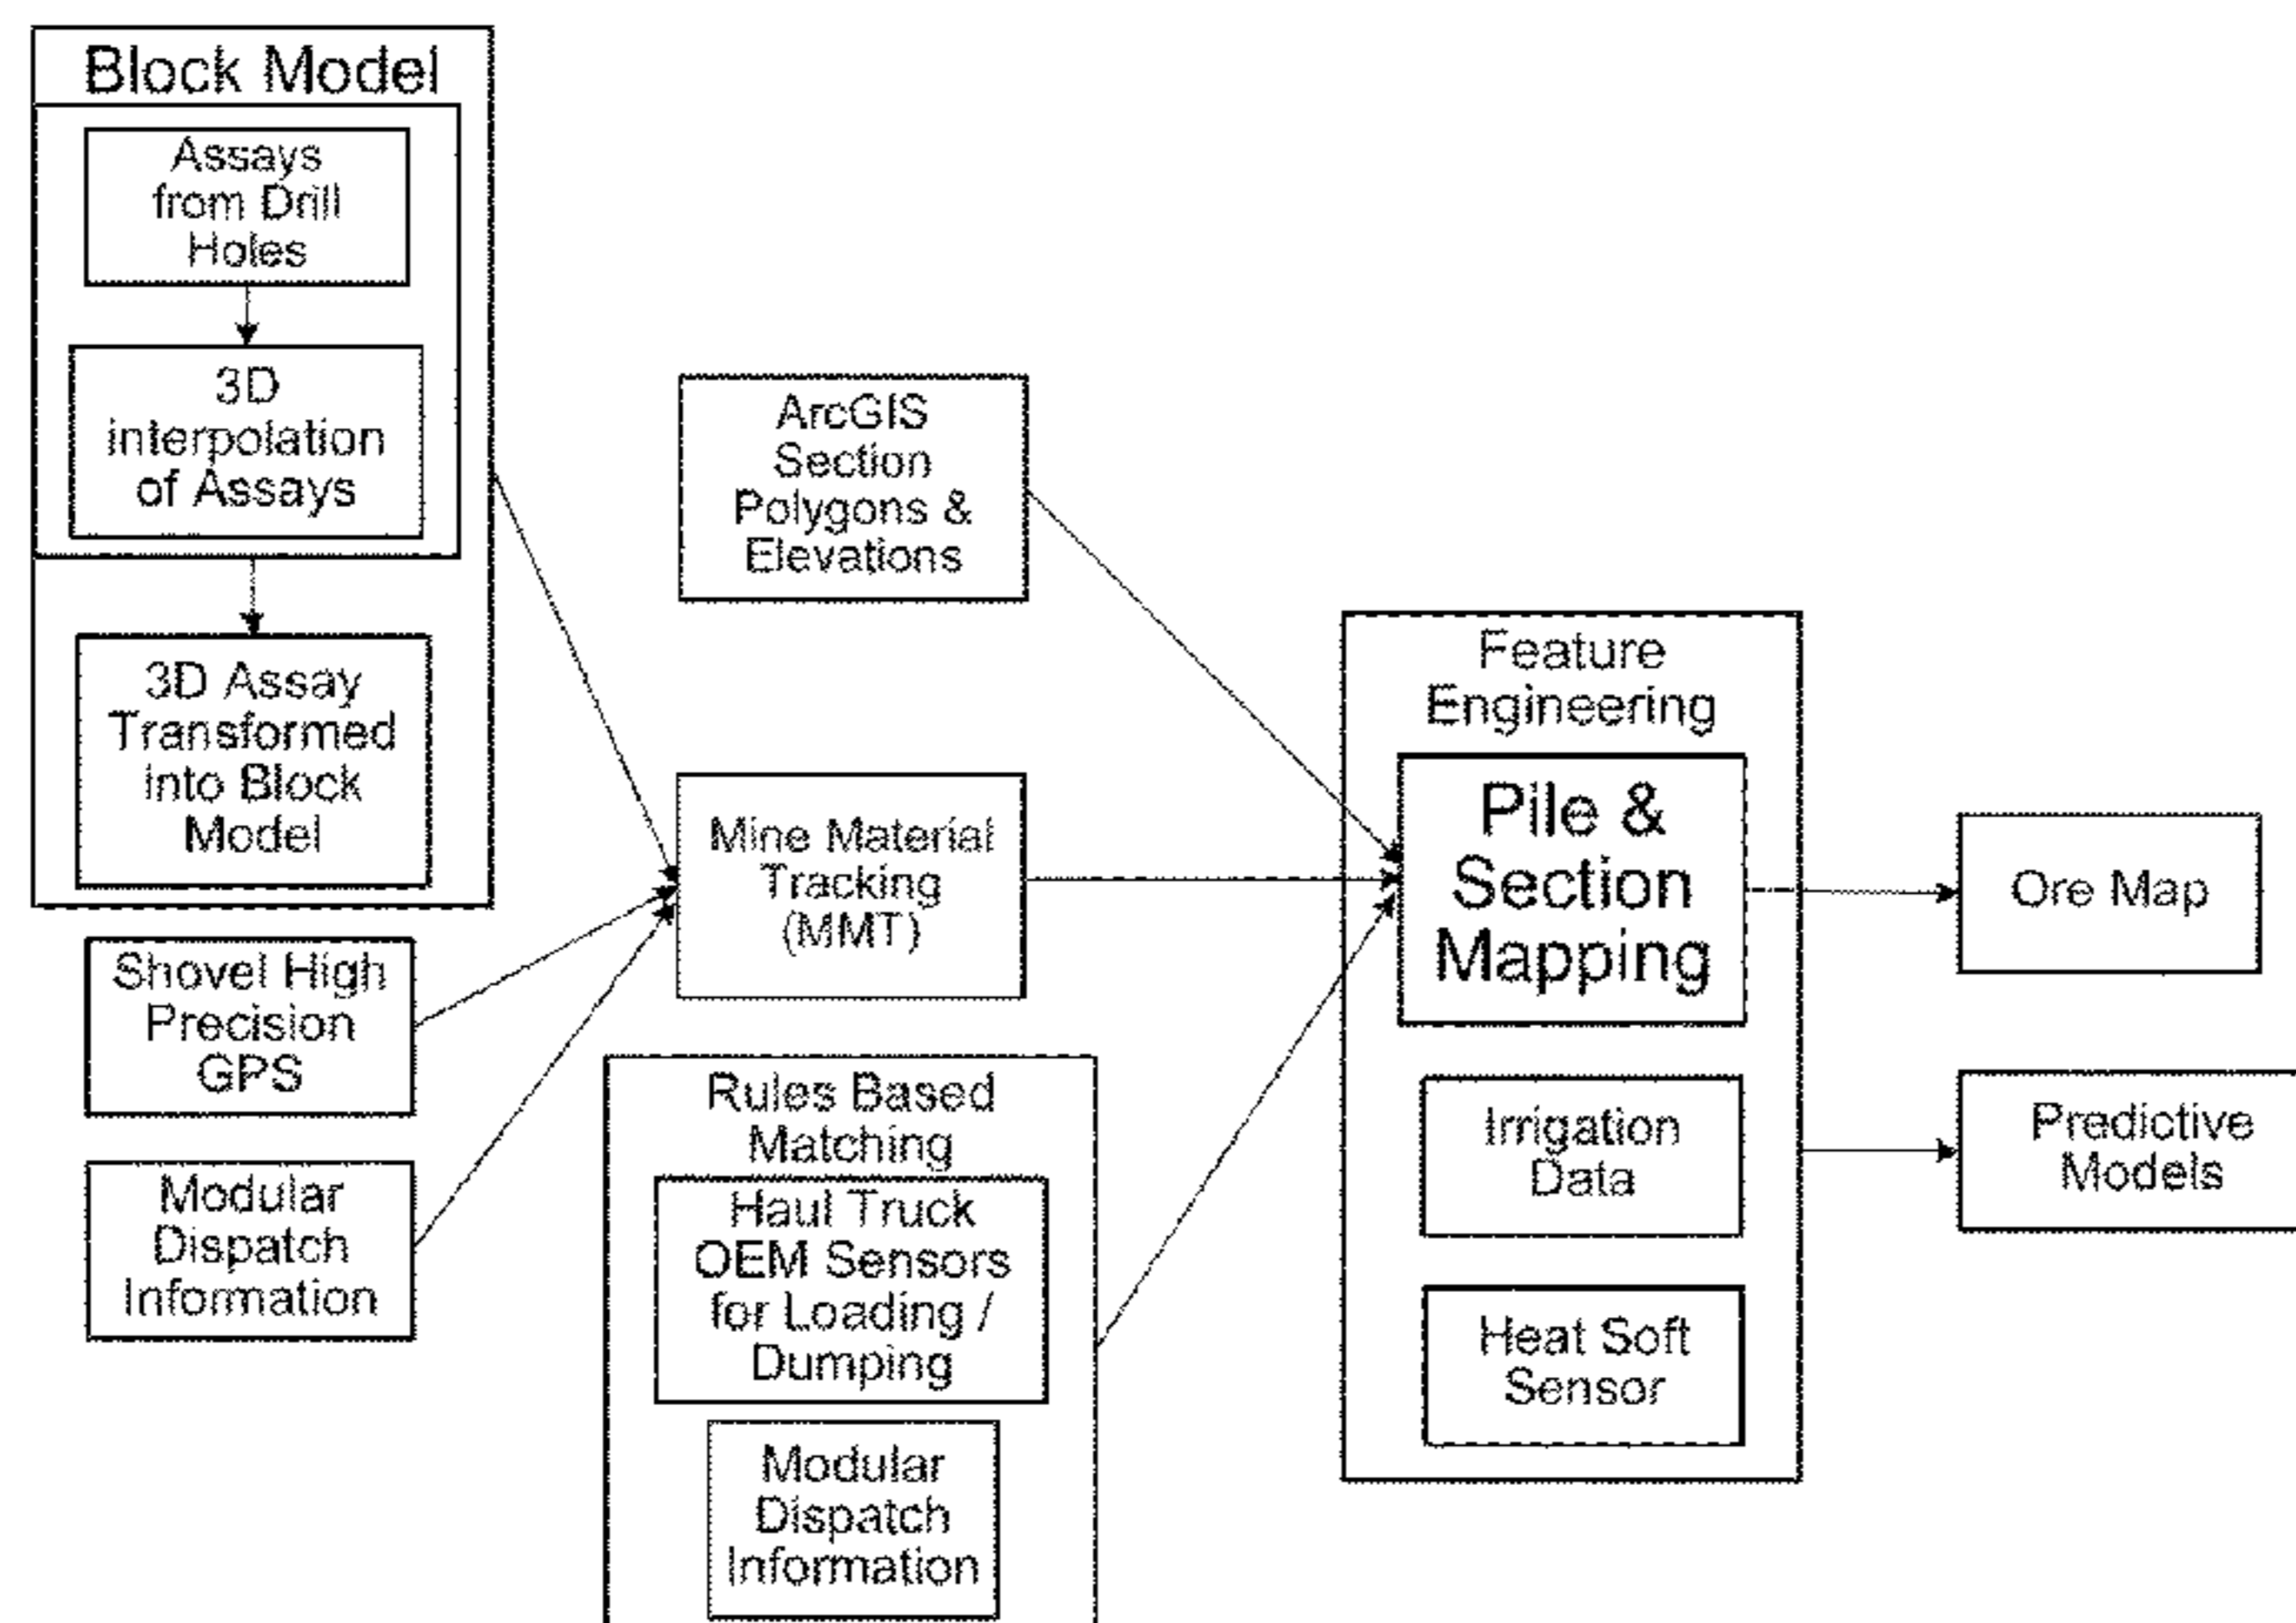 Block Model
Assays
from Drill
Holes
3D
interpolation
of Assays
3D Assay
Transformed
into Block
Model
Shovel High
Precision
GPS
Modular
Dispatch
Information
ArcGIS
Section
Polygons &
Elevations
Mine Material
Tracking
(MMT)
Rules Based
Matching
Haul Truck
OEM Sensors
for Loading /
Dumping
Modular
Dispatch
Information
Feature
Engineering
Pile &
Section
Mapping
Irrigation
Data
Heat Soft
Sensor
Ore Map
Predictive
Models